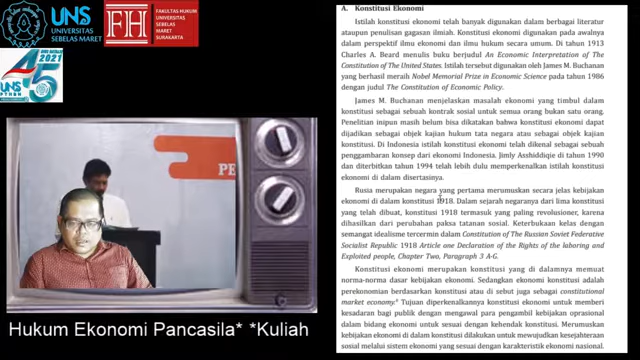 UNS
UNIVERSITAS
SEBELAS MARET
FH
FAKULTAS HUKUM
UNIVERSITAS
SEBELAS
MARET
SURAKARTA
2021
UNS
PE
Hukum Ekonomi Pancasila* *Kuliah
A. Konstitusi Ekonomi
Istilah konstitusi ekonomi telah banyak digunakan dalam berbagai literatur
ataupun penulisan gagasan ilmiah. Konstitusi ekonomi digunakan pada awalnya
dalam perspektif ilmu ekonomi dan ilmu hukum secara umum. Di tahun 1913
Charles A. Beard menulis buku berjudul An Economic Interpretation of The
Constitution of The United States. Istilah tersebut digunakan oleh James M. Buchanan
yang berhasil meraih Nobel Memorial Prize in Economic Science pada tahun 1986
dengan judul The Constitution of Economic Policy.
James M. Buchanan menjelaskan masalah ekonomi yang timbul dalam
konstitusi sebagai sebuah kontrak sosial untuk semua orang bukan satu orang.
Penelitian inipun masih belum bisa dikatakan bahwa konstitusi ekonomi dapat
dijadikan sebagai objek kajian hukum tata negara atau sebagai objek kajian
konstitusi. Di Indonesia istilah konstitusi ekonomi telah dikenal sebagai sebuah
penggambaran konsep dari ekonomi Indonesia. Jimly Asshiddiqie di tahun 1990
dan diterbitkan tahun 1994 telah lebih dulu memperkenalkan istilah konstitusi
ekonomi di dalam disertasinya.
Rusia merupakan negara yang pertama merumuskan secara jelas kebijakan
ekonomi di dalam konstitusi 1918. Dalam sejarah negaranya dari lima konstitusi
yang telah dibuat, konstitusi 1918 termasuk yang paling revolusioner, karena
dihasilkan dari perubahan paksa tatanan sosial. Keterbukaan kelas dengan
semangat idealisme tercermin dalam Constitution of The Russian Soviet Federative
Socialist Republic 1918 Article one Declaration of the Rights of the laboring and
Exploited people, Chapter Two, Paragraph 3 A-G.
Konstitusi ekonomi merupakan konstitusi yang di dalamnya memuat
norma-norma dasar kebijakan ekonomi. Sedangkan ekonomi konstitusi adalah
perekonomian berdasarkan konstitusi atau di sebut juga sebagai constitutional
market economy. Tujuan diperkenalkannya konstitusi ekonomi untuk memberi
kesadaran bagi publik dengan mengawal para pengambil kebijakan oprasional
dalam bidang ekonomi untuk sesuai dengan kehendak konstitusi. Merumuskan
kebijakan ekonomi di dalam konstitusi dilakukan untuk mewujudkan kesejahteraan
sosial melalui sistem ekonomi yang sesuai dengan karakteristik ekonomi nasional.